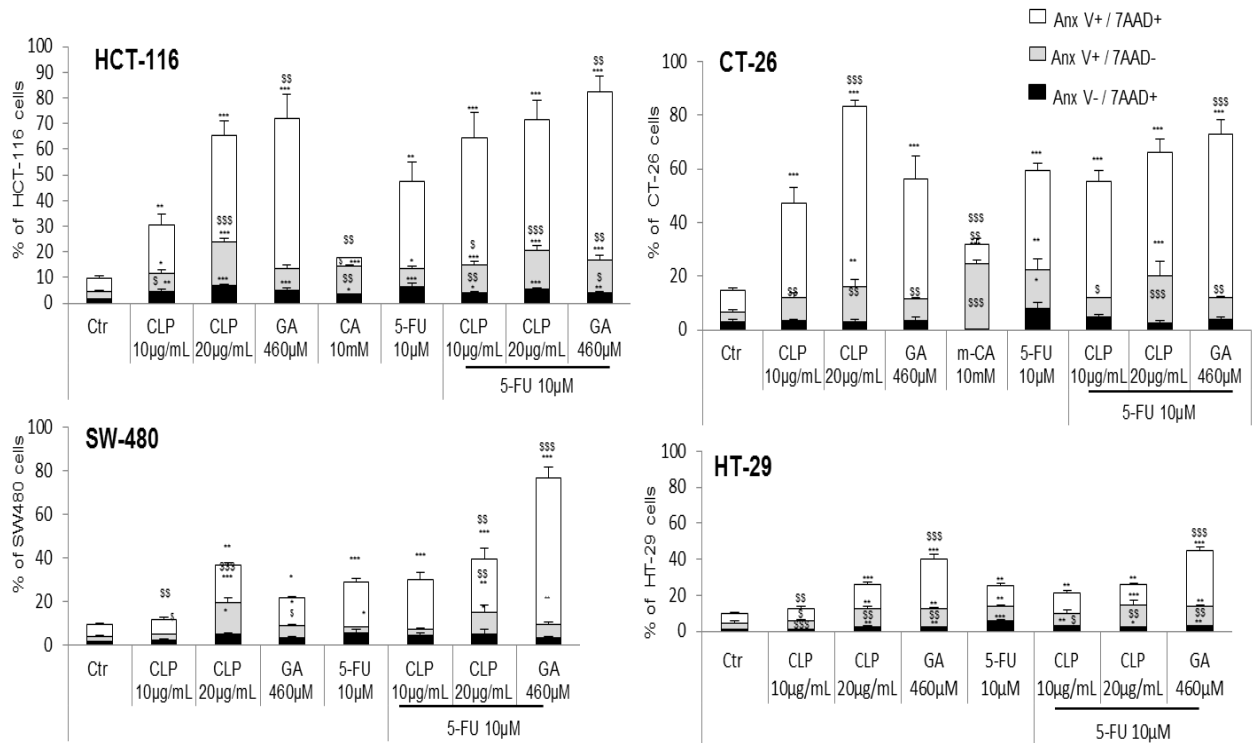 Anx V+ / 7AAD+
Anx V+ / 7AAD-
Anx V- / 7AAD+
HCT-116
% of HCT-116 cells
100
90
80
70
60
50
40
30
20
10
0
** *** $$ *** $$ ** *** *** $$ ***
* $$$ *** $ *** * $ *** $$$ *** $$ ***
$ ** *** *** $$ * *** $$ * *** $ **
Ctr CLP CLP GA CA 5-FU CLP CLP GA
10µg/mL 20µg/mL 460µM 10mM 10µM 10µg/mL 20µg/mL 460µM
5-FU 10µM
CT-26
% of CT-26 cells
100
80
60
40
20
0
*** $$$ *** *** $$$ $$ *** *** *** $$$ ***
$$ ** $$ $$ $$$ ** * $ *** $$$ $$
Ctr CLP CLP GA m-CA 5-FU CLP CLP GA
10µg/mL 20µg/mL 460µM 10mM 10µM 10µg/mL 20µg/mL 460µM
5-FU 10µM
SW-480
% of SW480 cells
100
80
60
40
20
0
$$ ** $$$ *** * * *** *** $$ *** $$$ ***
$ * $ * $$ ** **
Ctr CLP CLP GA 5-FU CLP CLP GA
10µg/mL 20µg/mL 460µM 10µM 10µg/mL 20µg/mL 460µM
5-FU 10µM
HT-29
% of HT-29 cells
100
80
60
40
20
0
$$ *** $$$ *** ** ** ** $$$ ***
$ ** ** ** *** **
$$$ $$ ** $$ ** *** ** $ $$ * $$ **
Ctr CLP CLP GA 5-FU CLP CLP GA
10µg/mL 20µg/mL 460µM 10µM 10µg/mL 20µg/mL 460µM
5-FU 10µM